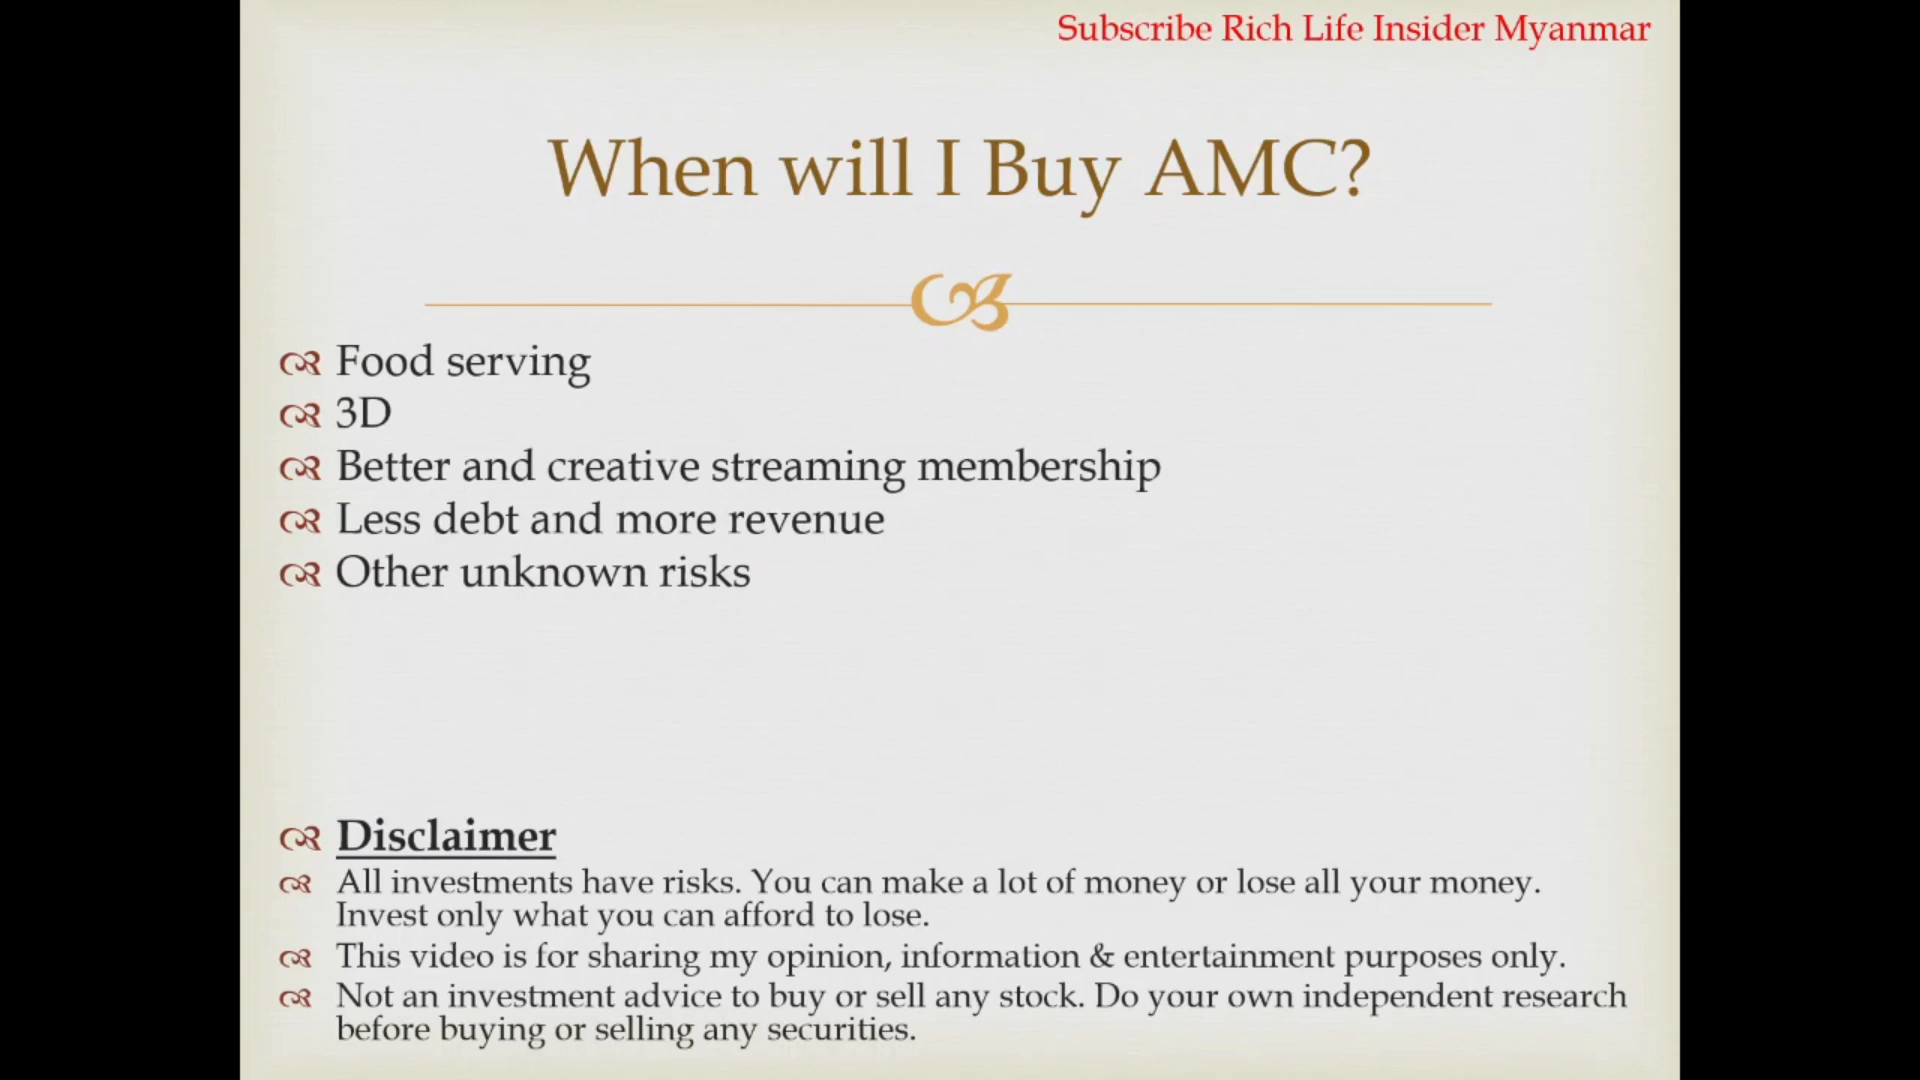 Subscribe Rich Life Insider Myanmar
When will I Buy AMC?
Food serving
3D
Better and creative streaming membership
Less debt and more revenue
Other unknown risks
Disclaimer
All investments have risks. You can make a lot of money or lose all your money.
Invest only what you can afford to lose.
This video is for sharing my opinion, information & entertainment purposes only.
Not an investment advice to buy or sell any stock. Do your own independent research
before buying or selling any securities.